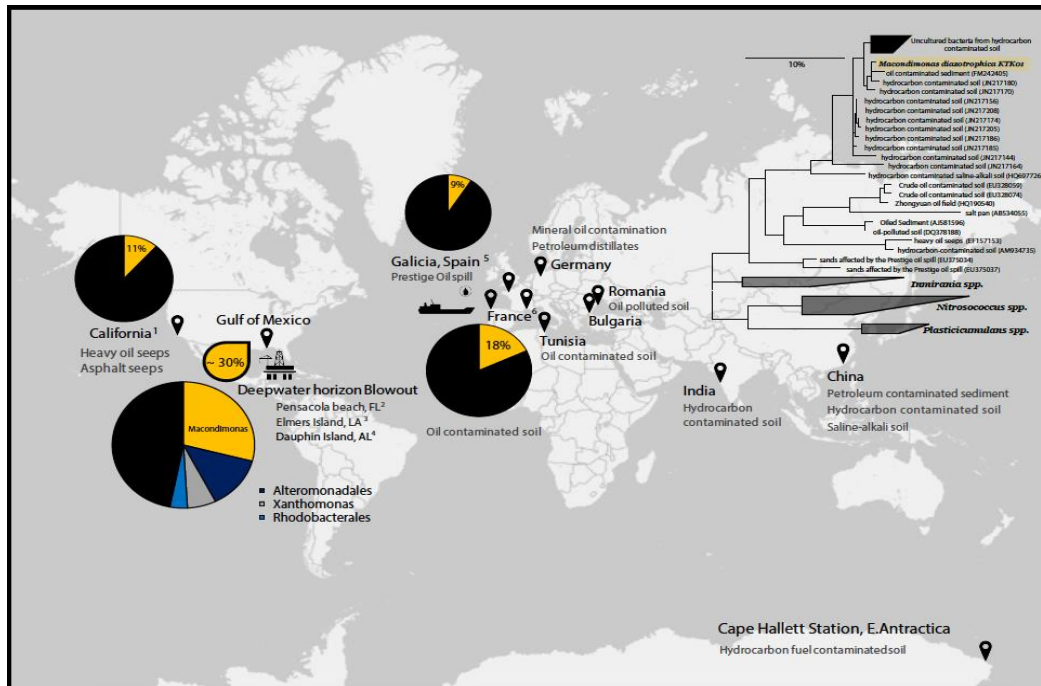 Uncultured bacteria from hydrocarbon
contaminated soil
10%
Macondimonas diazotrophica KTK01
oil contaminated sediment (FM242405)
hydrocarbon contaminated soil (JN217180)
hydrocarbon contaminated soil (JN217170)
hydrocarbon contaminated soil (JN217156)
hydrocarbon contaminated soil (JN217208)
hydrocarbon contaminated soil (JN217174)
hydrocarbon contaminated soil (JN217205)
hydrocarbon contaminated soil (JN217186)
hydrocarbon contaminated soil (JN217185)
hydrocarbon contaminated soil (JN217144)
hydrocarbon contaminated soil (JN217164)
hydrocarbon contaminated saline-alkali soil (HQ697726
Crude oil contaminated soil (EU328059)
Crude oil contaminated soil (EU328074)
Zhongyuan oil field (HQ190540)
salt pan (AB534055)
Oiled Sediment (AJ581596)
oil-polluted soil (DQ378188)
heavy oil seeps (EF157153)
hydrocarbon-contaminated soil (AM934735)
sands affected by the Prestige oil spill (EU375034)
sands affected by the Prestige oil spill (EU375037)
Immirania spp.
Nitrosococcus spp.
Plasticicumulans spp.
9%
Galicia, Spain 5
Prestige Oil spill
Mineral oil contamination
Petroleum distillates
Germany
11%
California 1
Heavy oil seeps
Asphalt seeps
Gulf of Mexico
~ 30%
Deepwater horizon Blowout
Pensacola beach, FL2
Elmers Island, LA 3
Dauphin Island, AL4
Macondimonas
Alteromonadales
Xanthomonas
Rhodobacterales
France6
Romania
Oil polluted soil
Bulgaria
Tunisia
Oil contaminated soil
18%
Oil contaminated soil
India
Hydrocarbon
contaminated soil
China
Petroleum contaminated sediment
Hydrocarbon contaminated soil
Saline-alkali soil
Cape Hallett Station, E.Antractica
Hydrocarbon fuel contaminated soil